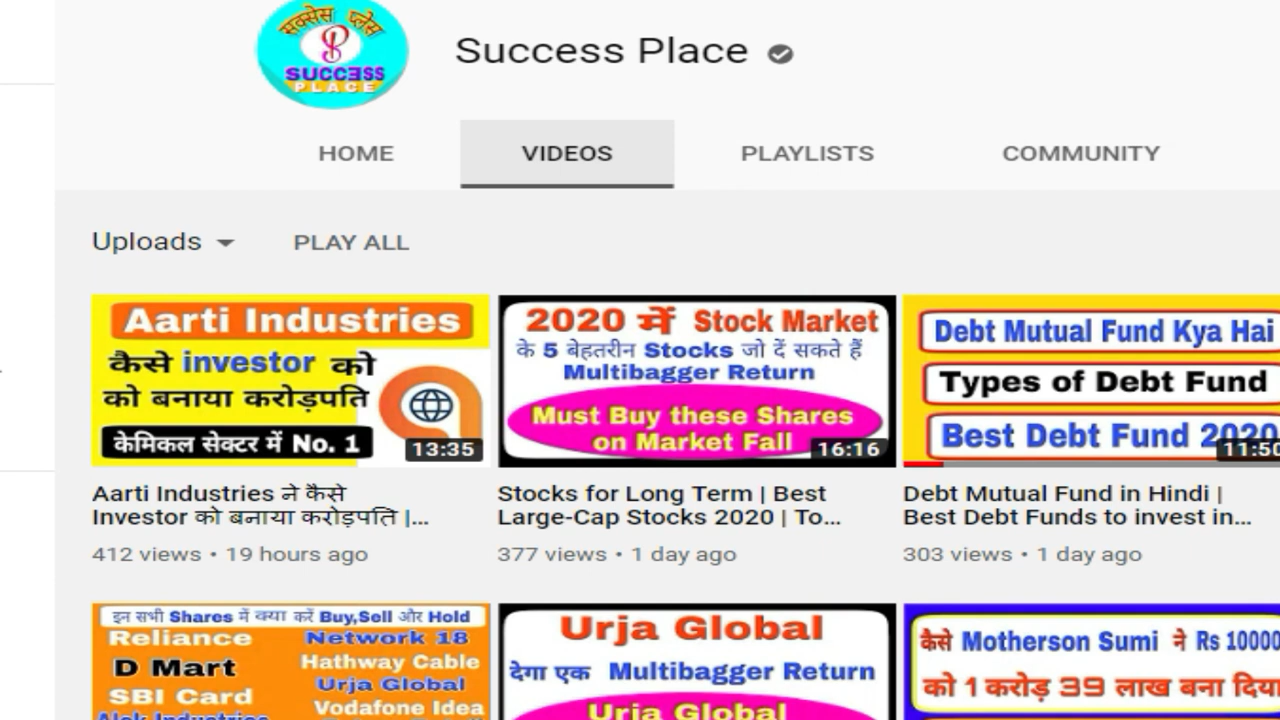 सक्सेस प्लेस
SUCCESS
PLACE
Success Place
HOME
VIDEOS
PLAYLISTS
COMMUNITY
Uploads
PLAY ALL
Aarti Industries
कैसे investor को
को बनाया करोड़पति
केमिकल सेक्टर में No. 1
13:35
Aarti Industries ने कैसे
Investor को बनाया करोड़पति |...
412 views • 19 hours ago
2020 में Stock Market
के 5 बेहतरीन Stocks जो दें सकते हैं
Multibagger Return
Must Buy these Shares
on Market Fall
16:16
Stocks for Long Term | Best
Large-Cap Stocks 2020 | To...
377 views • 1 day ago
Debt Mutual Fund Kya Hai
Types of Debt Fund
Best Debt Fund 2020
11:50
Debt Mutual Fund in Hindi |
Best Debt Funds to invest in...
303 views • 1 day ago
इन सभी Shares में क्या करें Buy,Sell और Hold
Reliance
Network 18
D Mart
Hathway Cable
Urja Global
SBI Card
Vodafone Idea
Alok Industries
Urja Global
देगा एक Multibagger Return
Urja Global
कैसे Motherson Sumi ने Rs 10000
को 1 करोड़ 39 लाख बना दिया